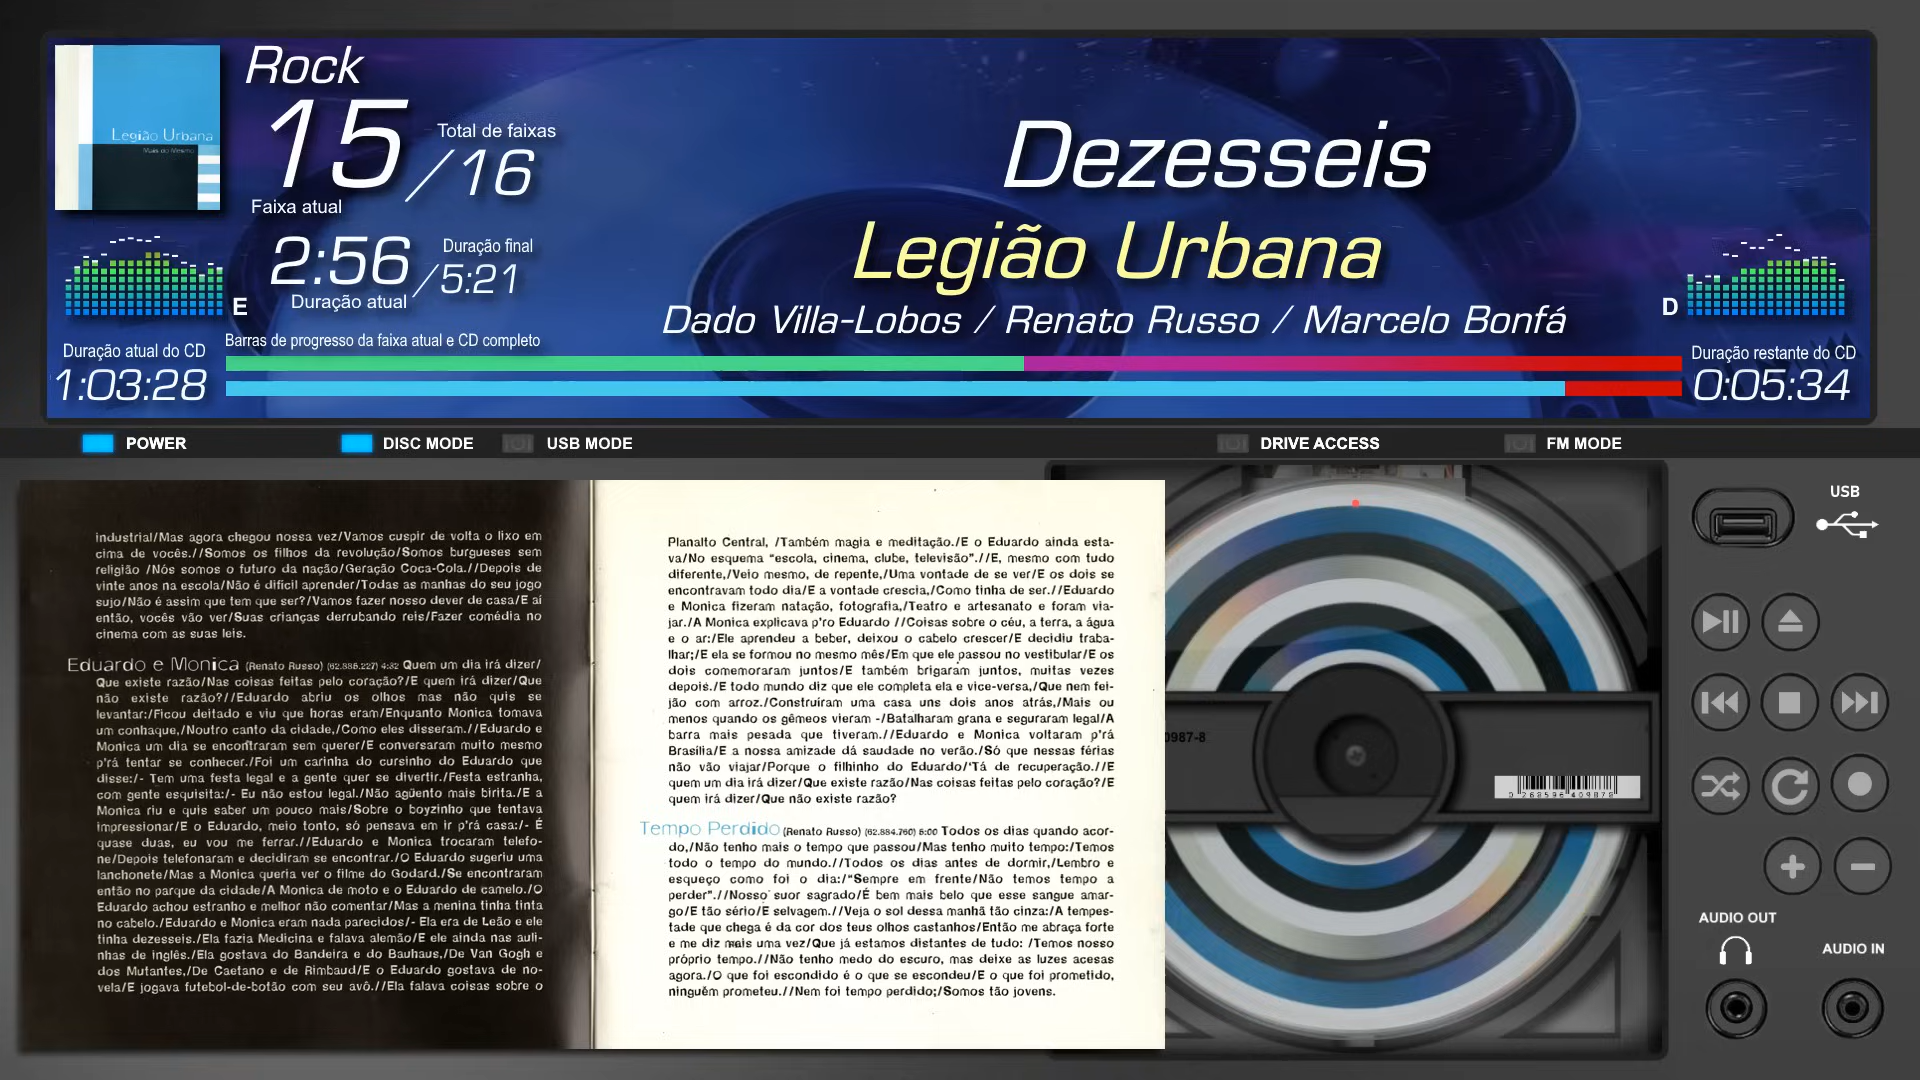 Legião Urbana
Mais do Mesmo
Rock
15
Total de faixas
/16
Faixa atual
2:56
Duração final
/5:21
Duração atual
E
Dezesseis
Legião Urbana
Dado Villa-Lobos / Renato Russo / Marcelo Bonfá
D
Barras de progresso da faixa atual e CD completo
Duração atual do CD
1:03:28
Duração restante do CD
0:05:34
POWER
DISC MODE
USB MODE
DRIVE ACCESS
FM MODE
industrial/Mas agora chegou nossa vez/Vamos cuspir de volta o lixo em
cima de vocês.//Somos os filhos da revolução/Somos burgueses sem
religião /Nós somos o futuro da nação/Geração Coca-Cola.//Depois de
vinte anos na escola/Não é difícil aprender/Todas as manhas do seu jogo
sujo/Não é assim que tem que ser?/Vamos fazer nosso dever de casa/E aí
então, vocês vão ver/Suas crianças derrubando reis/Fazer comédia no
cinema com as suas leis.
Eduardo e Monica (Renato Russo) (62.886.227) 4:32 Quem um dia irá dizer/
Que existe razão/Nas coisas feitas pelo coração?/E quem irá dizer/Que
não existe razão?//Eduardo abriu os olhos mas não quis se
levantar:/Ficou deitado e viu que horas eram/Enquanto Monica tomava
um conhaque,/Noutro canto da cidade,/Como eles disseram.//Eduardo e
Monica um dia se encontraram sem querer/E conversaram muito mesmo
p'rá tentar se conhecer./Foi um carinha do cursinho do Eduardo que
disse:/- Tem uma festa legal e a gente quer se divertir./Festa estranha,
com gente esquisita:/- Eu não estou legal./Não agüento mais birita./E a
Monica riu e quis saber um pouco mais/Sobre o boyzinho que tentava
impressionar/E o Eduardo, meio tonto, só pensava em ir p'rá casa:/- É
quase duas, eu vou me ferrar.//Eduardo e Monica trocaram telefo-
ne/Depois telefonaram e decidiram se encontrar./O Eduardo sugeriu uma
lanchonete/Mas a Monica queria ver o filme do Godard./Se encontraram
então no parque da cidade/A Monica de moto e o Eduardo de camelo./O
Eduardo achou estranho e melhor não comentar/Mas a menina tinha tinta
no cabelo./Eduardo e Monica eram nada parecidos/- Ela era de Leão e ele
tinha dezesseis./Ela fazia Medicina e falava alemão/E ele ainda nas auli-
nhas de inglês./Ela gostava do Bandeira e do Bauhaus,/De Van Gogh e
dos Mutantes,/De Caetano e de Rimbaud/E o Eduardo gostava de no-
vela/E jogava futebol-de-botão com seu avô.//Ela falava coisas sobre o
Planalto Central, /Também magia e meditação./E o Eduardo ainda esta-
va/No esquema "escola, cinema, clube, televisão".//E, mesmo com tudo
diferente,/Veio mesmo, de repente,/Uma vontade de se ver/E os dois se
encontravam todo dia/E a vontade crescia,/Como tinha de ser.//Eduardo
e Monica fizeram natação, fotografia,/Teatro e artesanato e foram via-
jar./A Monica explicava p'ro Eduardo //Coisas sobre o céu, a terra, a água
e o ar:/Ele aprendeu a beber, deixou o cabelo crescer/E decidiu traba-
lhar;/E ela se formou no mesmo mês/Em que ele passou no vestibular/E os
dois comemoraram juntos/E também brigaram juntos, muitas vezes
depois./E todo mundo diz que ele completa ela e vice-versa,/Que nem fei-
jão com arroz./Construíram uma casa uns dois anos atrás,/Mais ou
menos quando os gêmeos vieram -/Batalharam grana e seguraram legal/A
barra mais pesada que tiveram.//Eduardo e Monica voltaram p'rá
Brasília/E a nossa amizade dá saudade no verão./Só que nessas férias
não vão viajar/Porque o filhinho do Eduardo/'Tá de recuperação.//E
quem um dia irá dizer/Que existe razão/Nas coisas feitas pelo coração?/E
quem irá dizer/Que não existe razão?
Tempo Perdido (Renato Russo) (62.884.760) 5:00 Todos os dias quando acor-
do,/Não tenho mais o tempo que passou/Mas tenho muito tempo:/Temos
todo o tempo do mundo.//Todos os dias antes de dormir,/Lembro e
esqueço como foi o dia:/"Sempre em frente/Não temos tempo a
perder".//Nosso suor sagrado/É bem mais belo que esse sangue amar-
go/E tão sério/E selvagem.//Veja o sol dessa manhã tão cinza:/A tempes-
tade que chega é da cor dos teus olhos castanhos/Então me abraça forte
e me diz mais uma vez/Que já estamos distantes de tudo: /Temos nosso
próprio tempo.//Não tenho medo do escuro, mas deixe as luzes acesas
agora./O que foi escondido é o que se escondeu/E o que foi prometido,
ninguém prometeu.//Nem foi tempo perdido;/Somos tão jovens.
0987-8
0 268596 409878
USB
AUDIO OUT
AUDIO IN